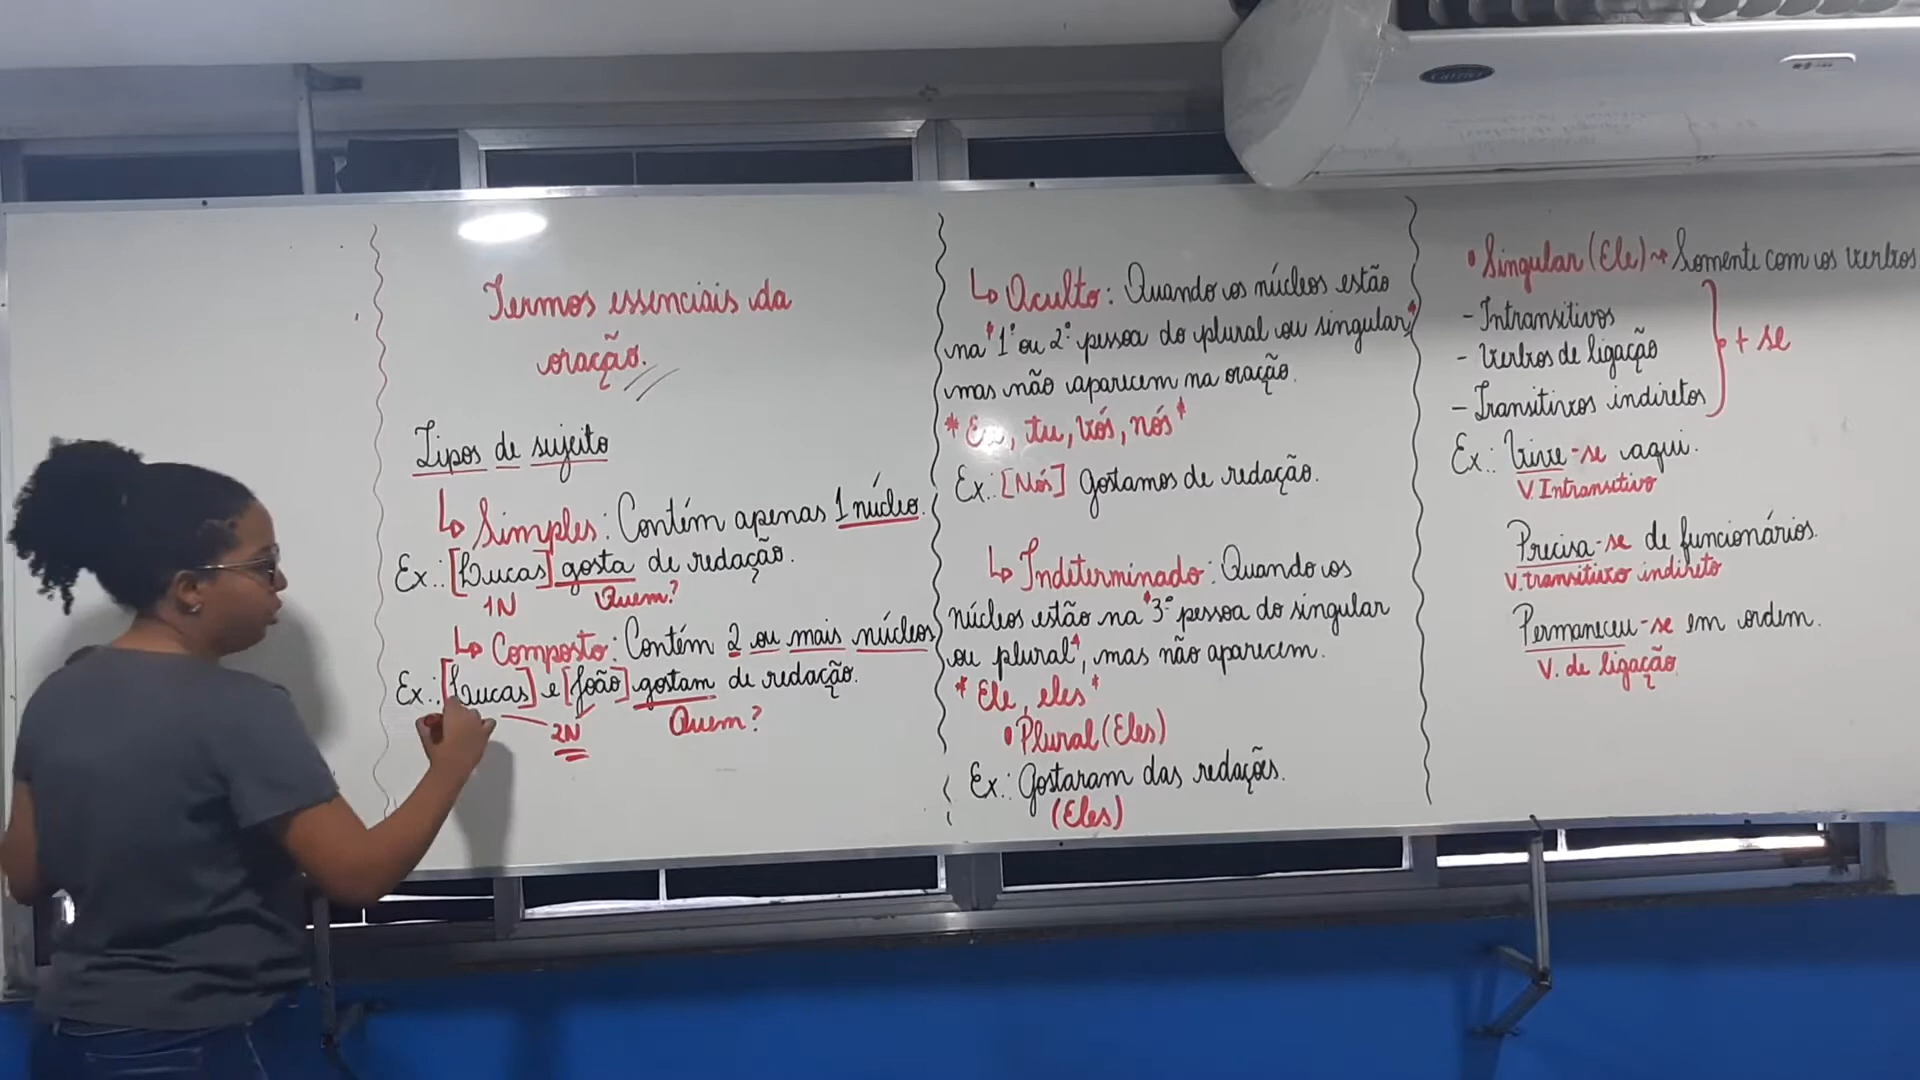 Termos essenciais da
oração.
Tipos de sujeito
↳ Simples: Contém apenas 1 núcleo.
Ex.: [Lucas] gosta de redação.
1N Quem?
↳ Composto: Contém 2 ou mais núcleos
Ex.: [Lucas] e [João] gostam de redação.
2N Quem?
↳ Oculto: Quando os núcleos estão
na *1ª ou 2ª pessoa do plural ou singular,*
mas não aparecem na oração.
* Eu, tu, vós, nós *
Ex.: [Nós] Gostamos de redação.
↳ Indeterminado: Quando os
núcleos estão na *3ª pessoa do singular
ou plural*, mas não aparecem.
* Ele, eles *
• Plural (Eles)
Ex.: Gostaram das redações.
(Eles)
• Singular (Ele) → Somente com os verbos
- Intransitivos
- Verbos de ligação
- Transitivos indiretos
+ se
Ex.: Vive-se aqui.
V. Intransitivo
Precisa-se de funcionários.
V. transitivo indireto
Permaneceu-se em ordem.
V. de ligação